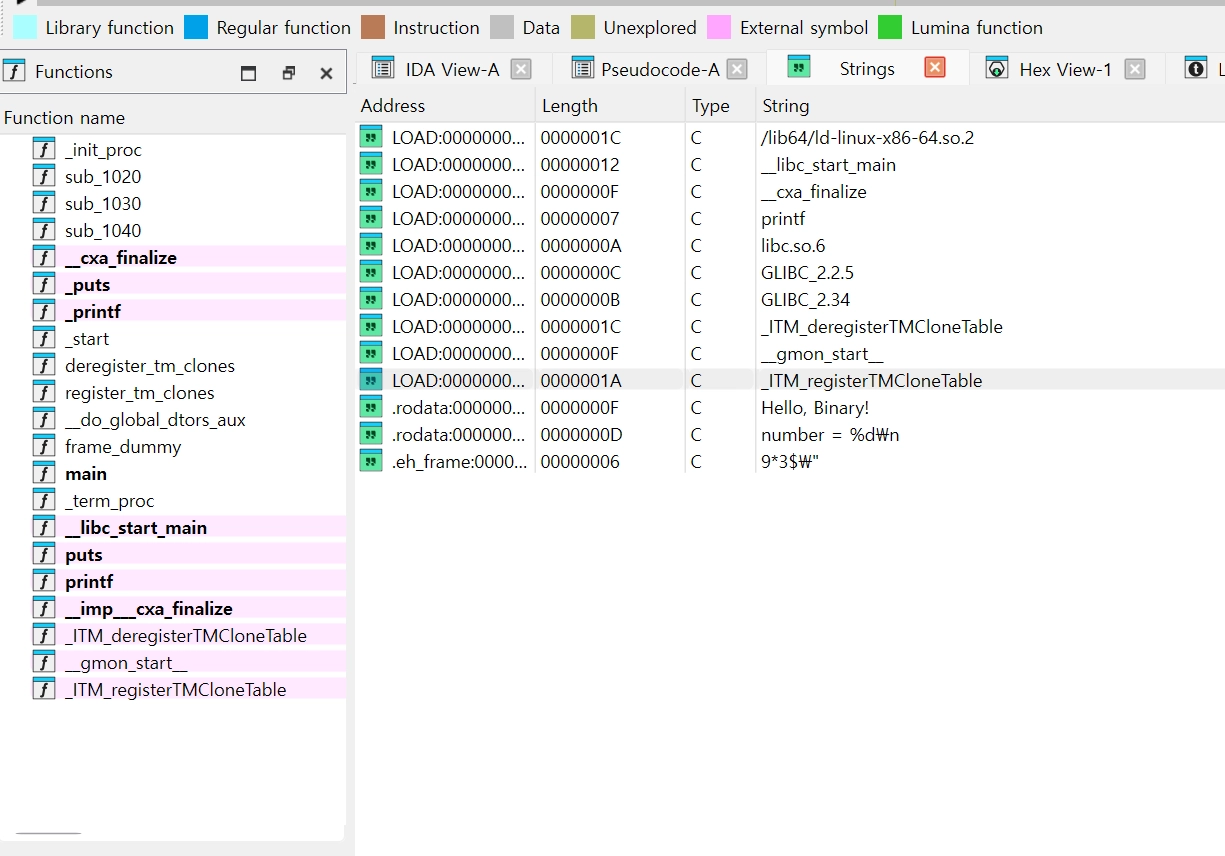 Library function Regular function Instruction Data Unexplored External symbol Lumina function
Functions
Function name
_init_proc
sub_1020
sub_1030
sub_1040
__cxa_finalize
_puts
_printf
_start
deregister_tm_clones
register_tm_clones
__do_global_dtors_aux
frame_dummy
main
_term_proc
__libc_start_main
puts
printf
__imp___cxa_finalize
_ITM_deregisterTMCloneTable
__gmon_start__
_ITM_registerTMCloneTable
IDA View-A Pseudocode-A Strings Hex View-1 L
Address Length Type String
LOAD:0000000... 0000001C C /lib64/ld-linux-x86-64.so.2
LOAD:0000000... 00000012 C __libc_start_main
LOAD:0000000... 0000000F C __cxa_finalize
LOAD:0000000... 00000007 C printf
LOAD:0000000... 0000000A C libc.so.6
LOAD:0000000... 0000000C C GLIBC_2.2.5
LOAD:0000000... 0000000B C GLIBC_2.34
LOAD:0000000... 0000001C C _ITM_deregisterTMCloneTable
LOAD:0000000... 0000000F C __gmon_start__
LOAD:0000000... 0000001A C _ITM_registerTMCloneTable
.rodata:000000... 0000000F C Hello, Binary!
.rodata:000000... 0000000D C number = %d₩n
.eh_frame:0000... 00000006 C 9*3$₩"